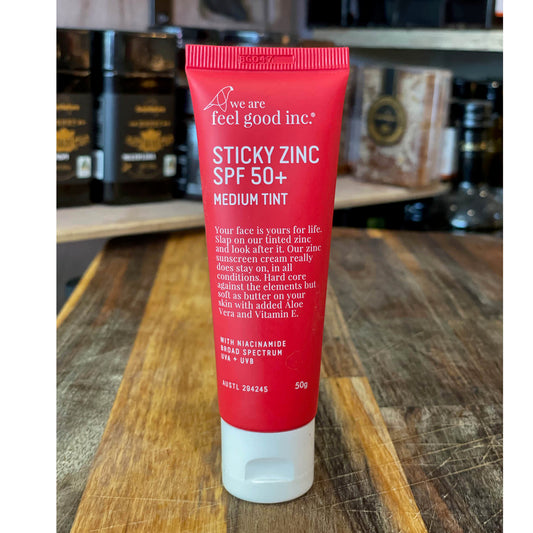 we are
feel good inc.®
STICKY ZINC
SPF 50+
MEDIUM TINT
Your face is yours for life.
Slap on our tinted zinc
and look after it. Our zinc
sunscreen cream really
does stay on, in all
conditions. Hard core
against the elements but
soft as butter on your
skin with added Aloe
Vera and Vitamin E.
WITH NIACINAMIDE
BROAD SPECTRUM
UVA + UVB
AUSTL 294245
50g